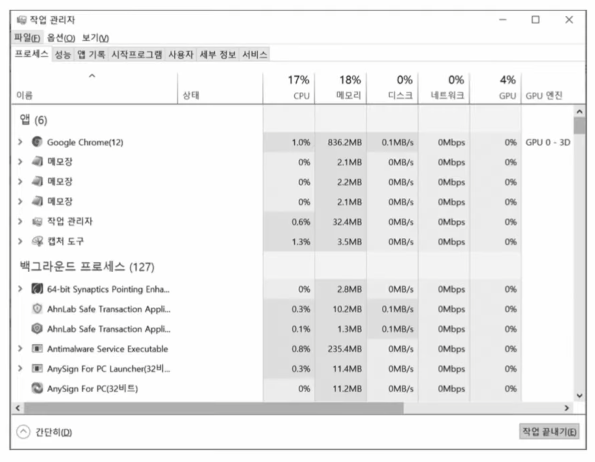 작업 관리자
파일(F) 옵션(O) 보기(V)
프로세스 성능 앱 기록 시작프로그램 사용자 세부 정보 서비스
17% 18% 0% 0% 4%
이름 상태 CPU 메모리 디스크 네트워크 GPU GPU 엔진
앱 (6)
Google Chrome(12) 1.0% 836.2MB 0.1MB/s 0Mbps 0% GPU 0 - 3D
메모장 0% 2.1MB 0MB/s 0Mbps 0%
메모장 0% 2.2MB 0MB/s 0Mbps 0%
메모장 0% 2.1MB 0MB/s 0Mbps 0%
작업 관리자 0.6% 32.4MB 0MB/s 0Mbps 0%
캡처 도구 1.3% 3.5MB 0MB/s 0Mbps 0%
백그라운드 프로세스 (127)
64-bit Synaptics Pointing Enha... 0% 2.8MB 0MB/s 0Mbps 0%
AhnLab Safe Transaction Appli... 0.3% 10.2MB 0.1MB/s 0Mbps 0%
AhnLab Safe Transaction Appli... 0.1% 1.3MB 0.1MB/s 0Mbps 0%
Antimalware Service Executable 0.8% 235.4MB 0MB/s 0Mbps 0%
AnySign For PC Launcher(32비... 0.3% 11.4MB 0MB/s 0Mbps 0%
AnySign For PC(32비트) 0% 11.2MB 0MB/s 0Mbps 0%
간단히(D) 작업 끝내기(E)